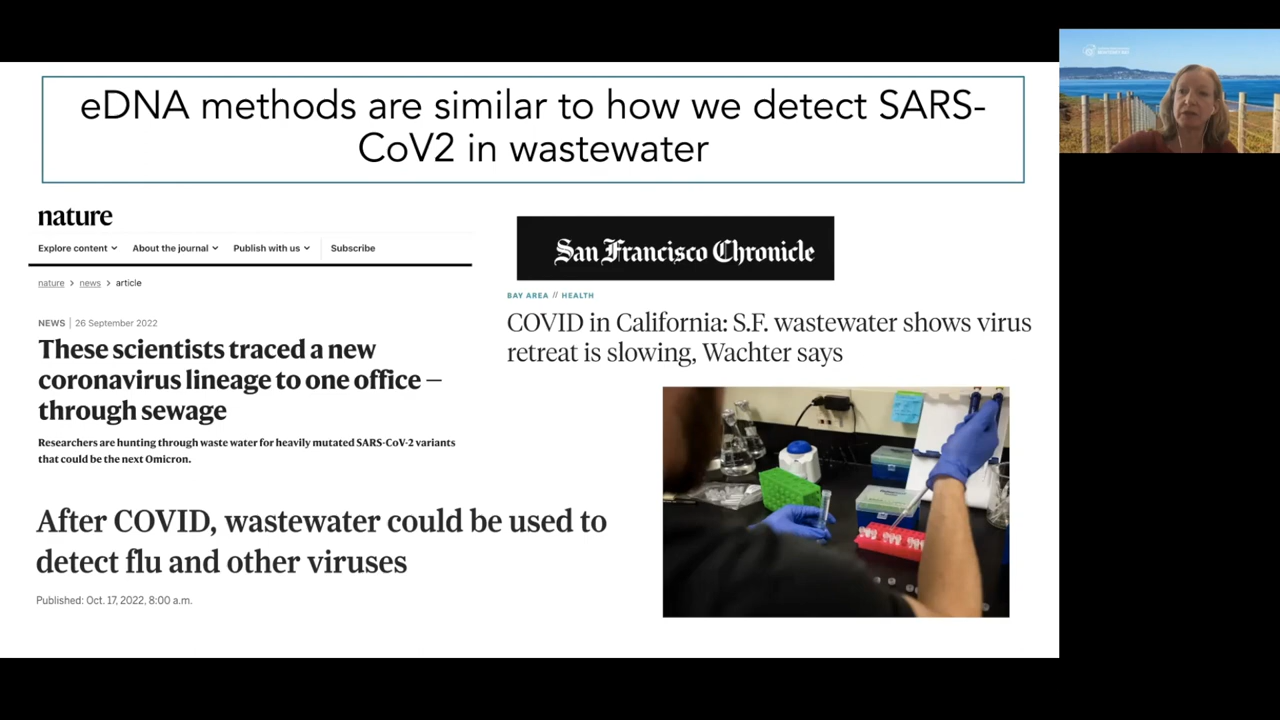 eDNA methods are similar to how we detect SARS-
CoV2 in wastewater
nature
Explore content About the journal Publish with us Subscribe
nature > news > article
NEWS | 26 September 2022
These scientists traced a new
coronavirus lineage to one office —
through sewage
Researchers are hunting through waste water for heavily mutated SARS-CoV-2 variants
that could be the next Omicron.
San Francisco Chronicle
BAY AREA // HEALTH
COVID in California: S.F. wastewater shows virus
retreat is slowing, Wachter says
After COVID, wastewater could be used to
detect flu and other viruses
Published: Oct. 17, 2022, 8:00 a.m.